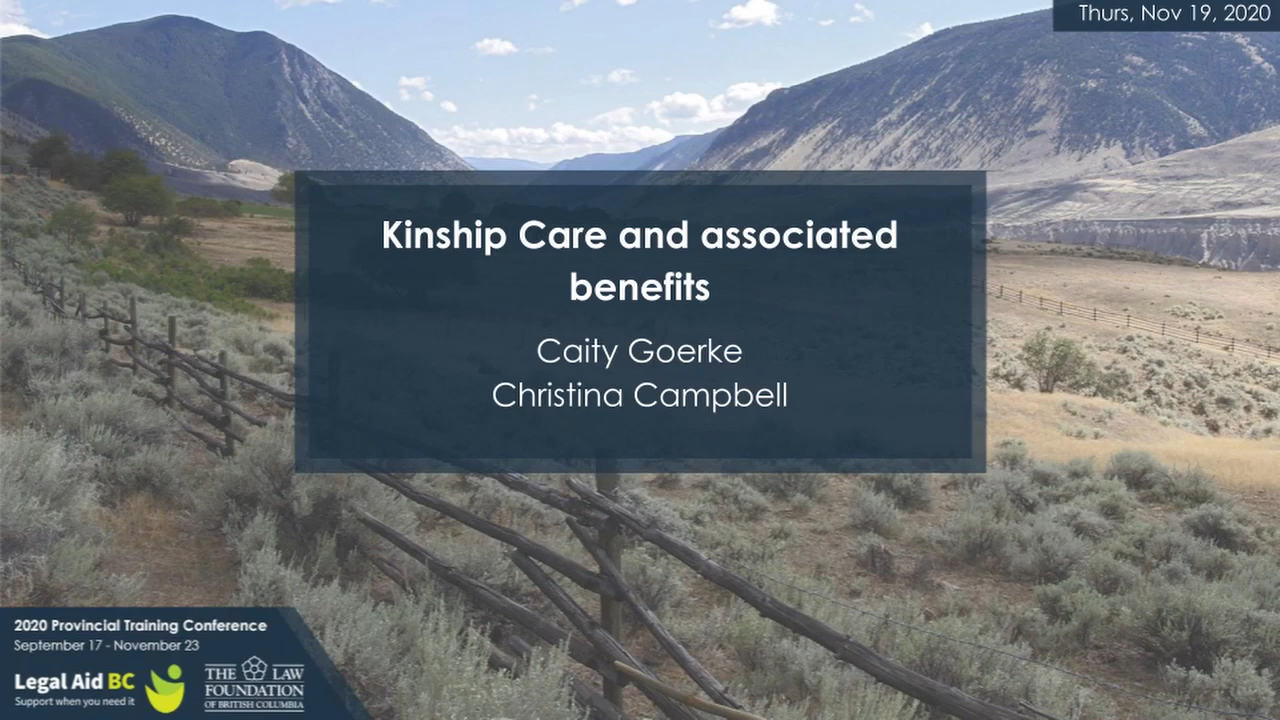 Thurs, Nov 19, 2020
Kinship Care and associated
benefits
Caity Goerke
Christina Campbell
2020 Provincial Training Conference
September 17 - November 23
Legal Aid BC
Support when you need it
THE LAW
FOUNDATION
OF BRITISH COLUMBIA